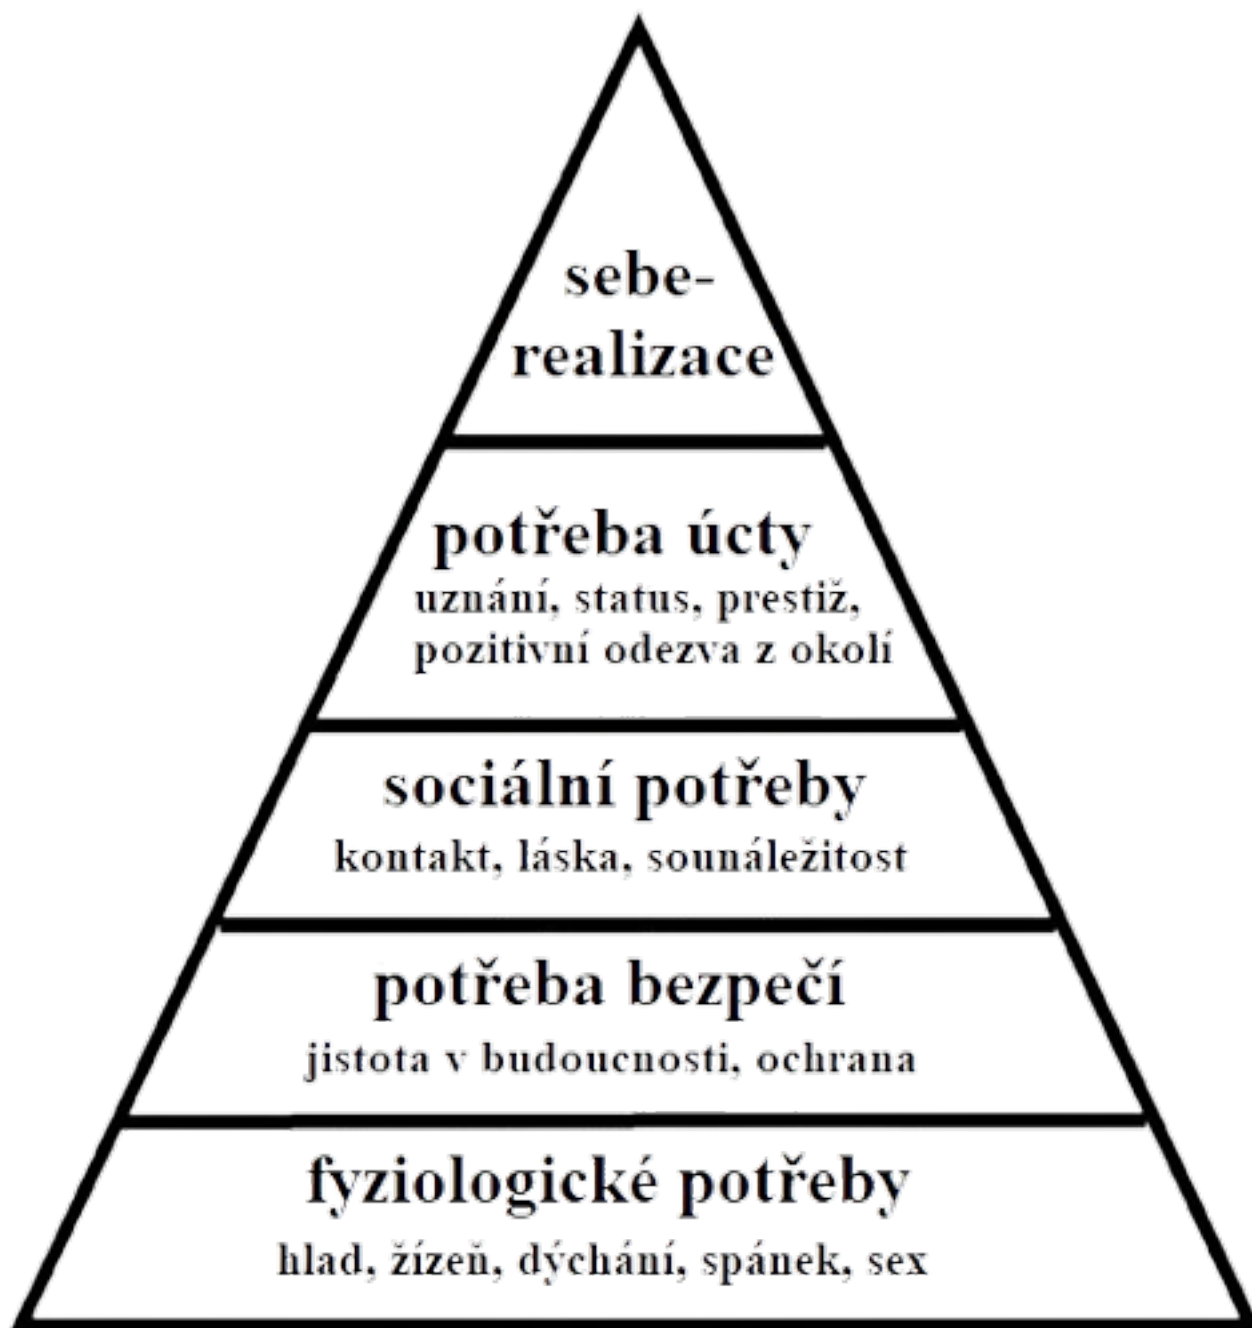 sebe-
realizace
potřeba úcty
uznání, status, prestiž,
pozitivní odezva z okolí
sociální potřeby
kontakt, láska, sounáležitost
potřeba bezpečí
jistota v budoucnosti, ochrana
fyziologické potřeby
hlad, žízeň, dýchání, spánek, sex